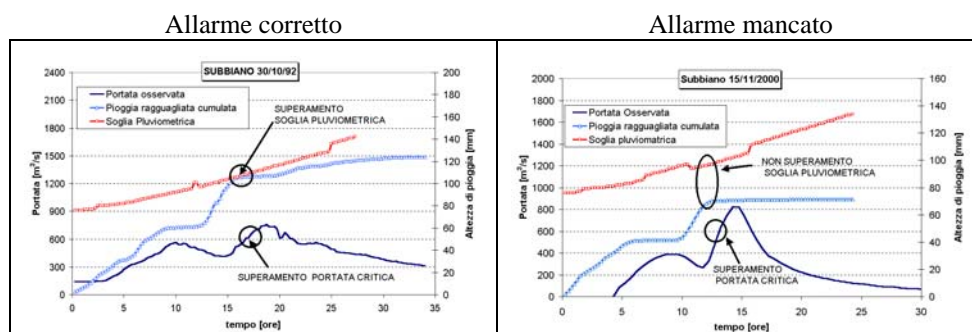 Allarme corretto
Allarme mancato
SUBBIANO 30/10/92
Portata osservata
Pioggia ragguagliata cumulata
Soglia Pluviometrica
SUPERAMENTO
SOGLIA PLUVIOMETRICA
SUPERAMENTO PORTATA CRITICA
Portata [m³/s]
Altezza di pioggia [mm]
2400
2100
1800
1500
1200
900
600
300
0
200
180
160
140
120
100
80
60
40
20
0
0 5 10 15 20 25 30 35
tempo [ore]
Subbiano 15/11/2000
Portata Osservata
Pioggia ragguagliata cumulata
Soglia pluviomatrica
NON SUPERAMENTO
SOGLIA PLUVIOMETRICA
SUPERAMENTO
PORTATA CRITICA
Portata [m³/s]
Altezza di pioggia [mm]
2000
1800
1600
1400
1200
1000
800
600
400
200
0
160
140
120
100
80
60
40
20
0
0 5 10 15 20 25 30
tempo [ore]